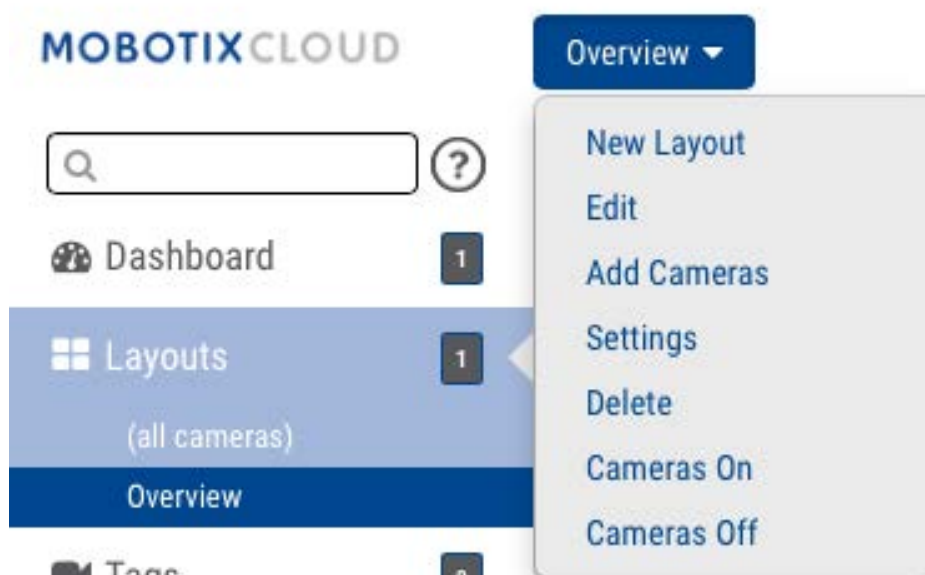 MOBOTIXCLOUD
Overview
?
Dashboard 1
Layouts 1
(all cameras)
Overview
Tags
New Layout
Edit
Add Cameras
Settings
Delete
Cameras On
Cameras Off